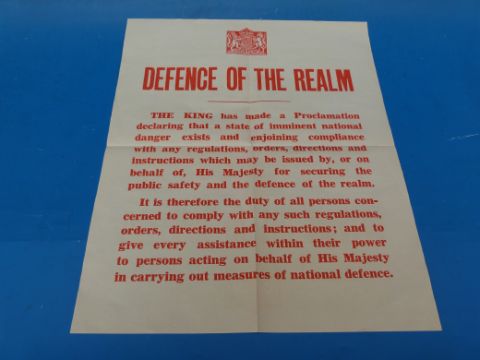 DEFENCE OF THE REALM
THE KING has made a Proclamation
declaring that a state of imminent national
danger exists and enjoining compliance
with any regulations, orders, directions and
instructions which may be issued by, or on
behalf of, His Majesty for securing the
public safety and the defence of the realm.
It is therefore the duty of all persons con-
cerned to comply with any such regulations,
orders, directions and instructions; and to
give every assistance within their power
to persons acting on behalf of His Majesty
in carrying out measures of national defence.